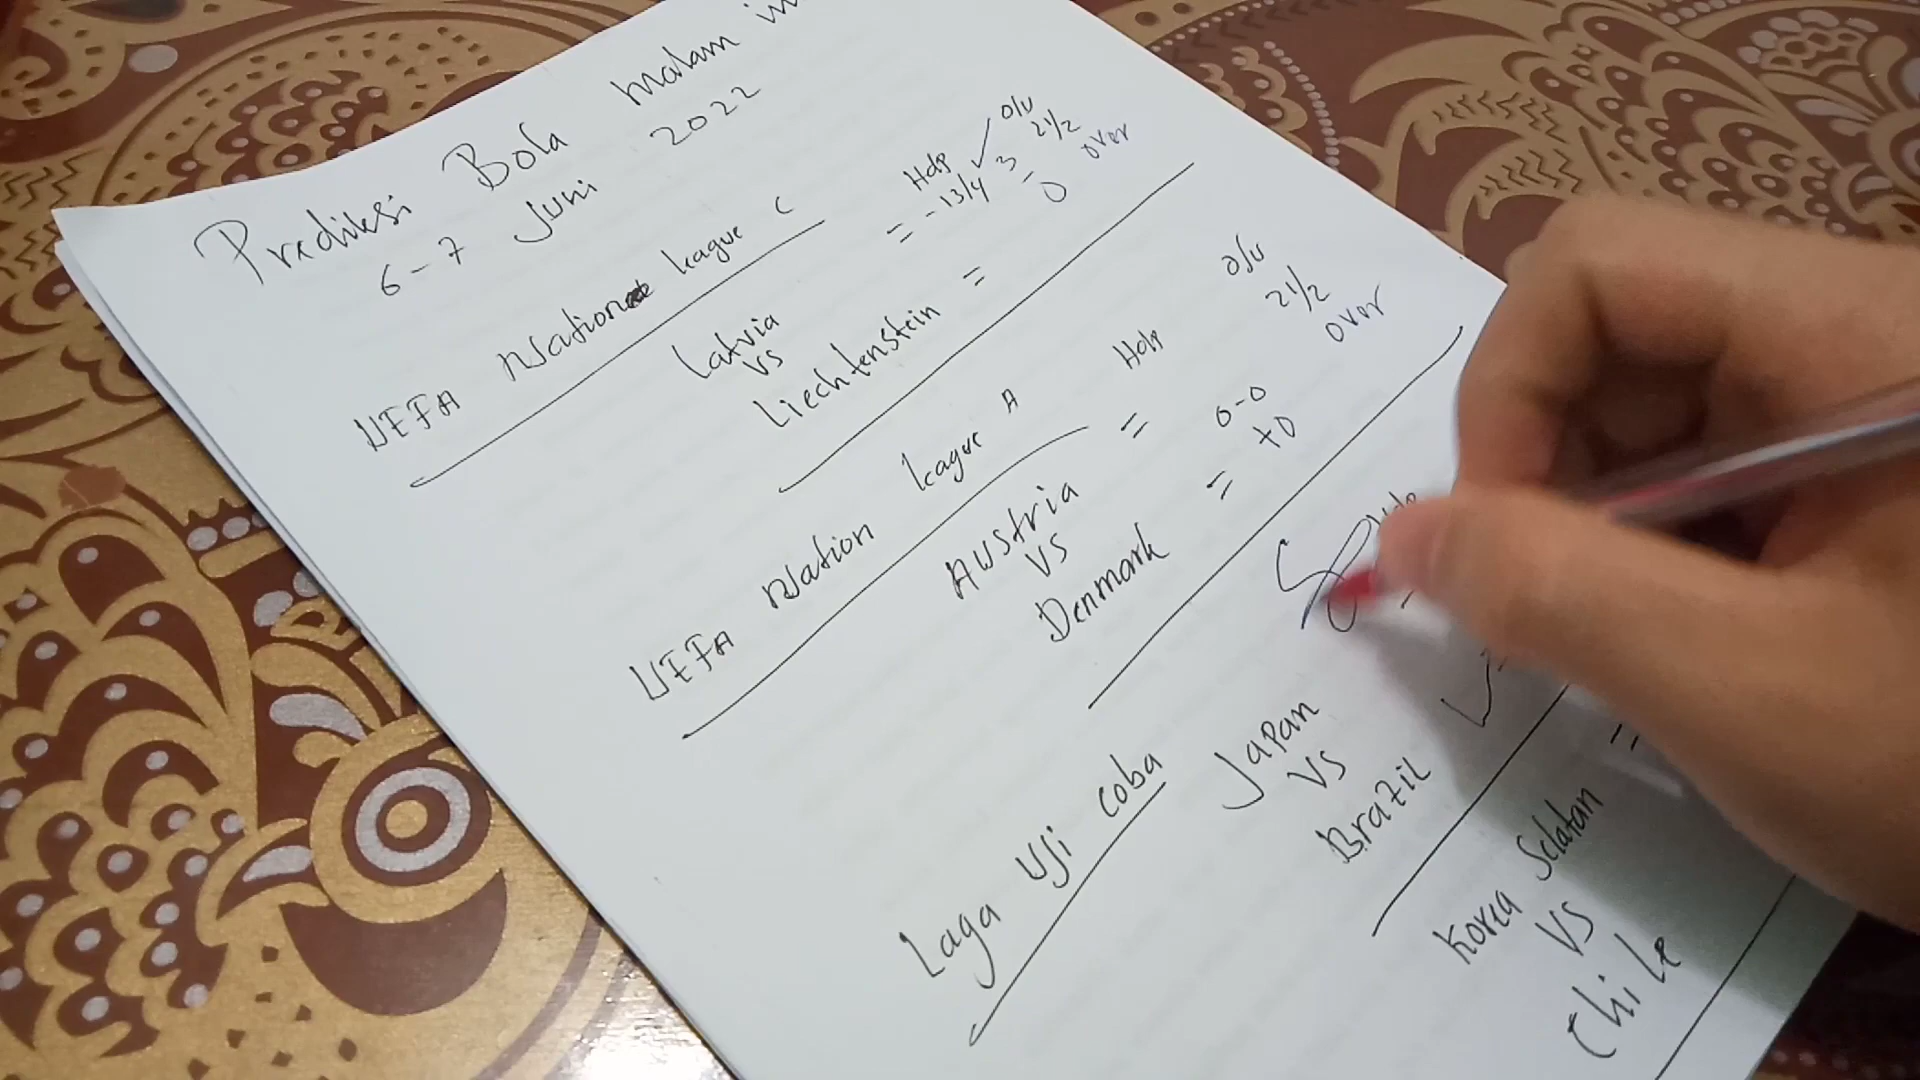 Prediksi Bola malam
6-7 Juni 2022
UEFA Nation League C
Hdp ✓ O/U
Latvia = -1 3/4 3 2 1/2
VS - 0 over
Liechtenstein =
UEFA Nation League A
Hdp O/U
Austria = 0-0 2 1/2
VS over
Denmark = +0
Laga Uji coba
Japan
VS
Brazil
Korea Selatan =
VS
Chile